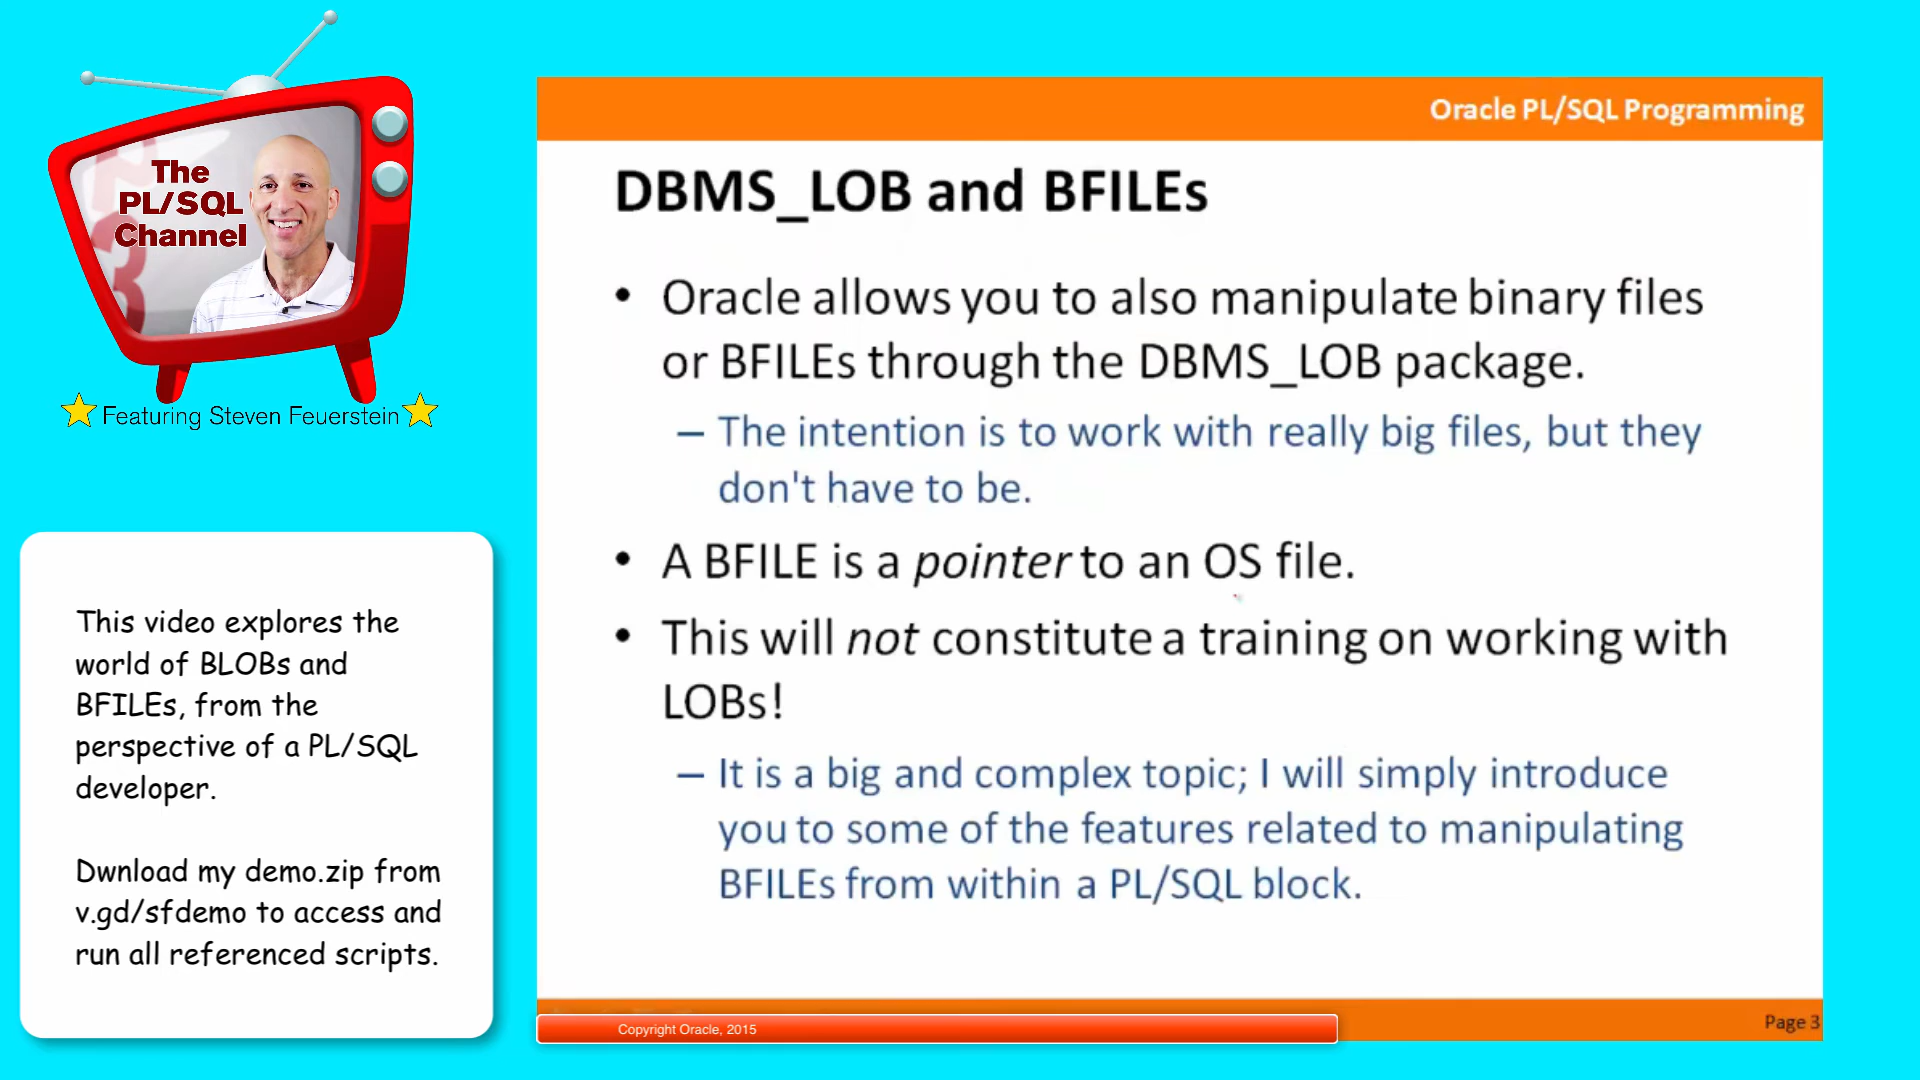 The
PL/SQL
Channel
Featuring Steven Feuerstein
This video explores the
world of BLOBs and
BFILEs, from the
perspective of a PL/SQL
developer.
Dwnload my demo.zip from
v.gd/sfdemo to access and
run all referenced scripts.
Oracle PL/SQL Programming
DBMS_LOB and BFILEs
• Oracle allows you to also manipulate binary files
or BFILEs through the DBMS_LOB package.
– The intention is to work with really big files, but they
don't have to be.
• A BFILE is a pointer to an OS file.
• This will not constitute a training on working with
LOBs!
– It is a big and complex topic; I will simply introduce
you to some of the features related to manipulating
BFILEs from within a PL/SQL block.
Copyright Oracle, 2015
Page 3